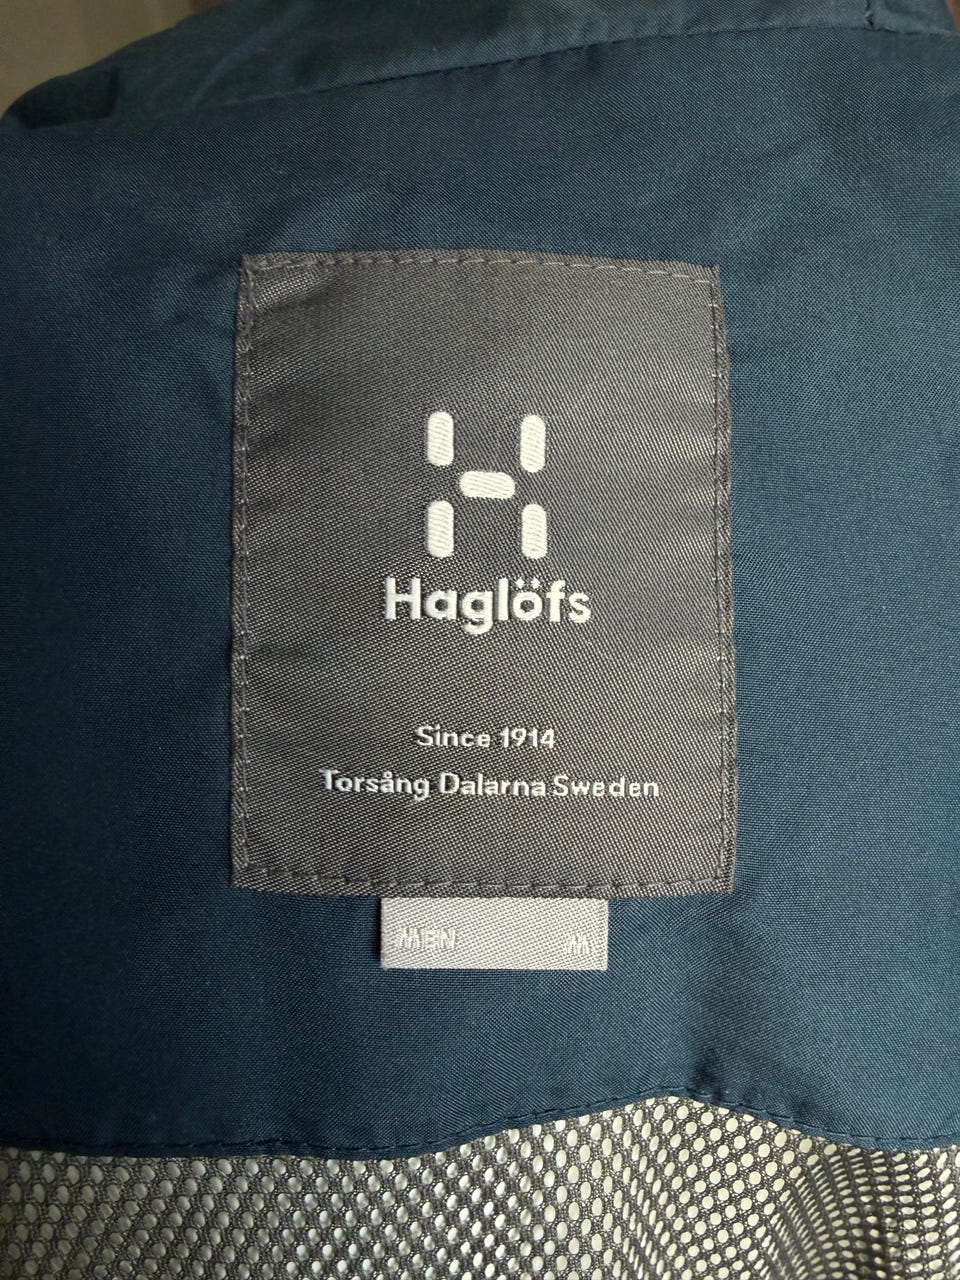 Haglöfs
Since 1914
Torsång Dalarna Sweden
MEN M